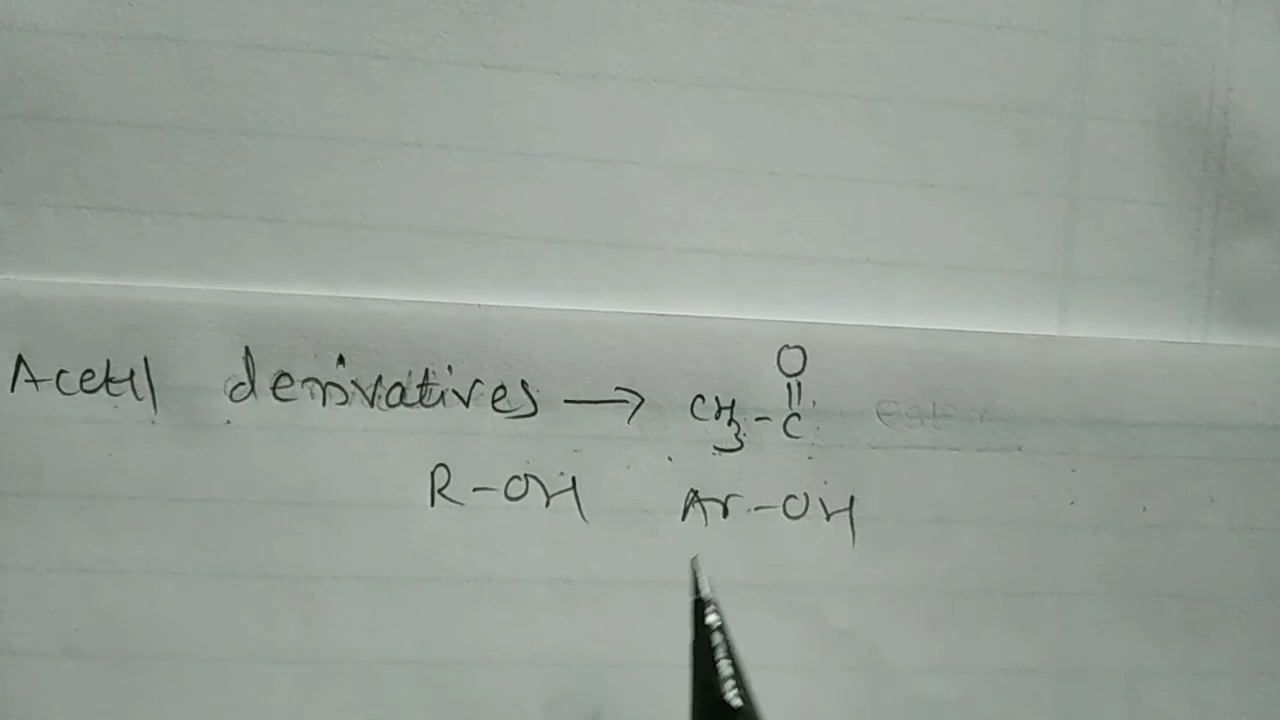 O
Acetyl derivatives → CH3-C
R-OH Ar-OH